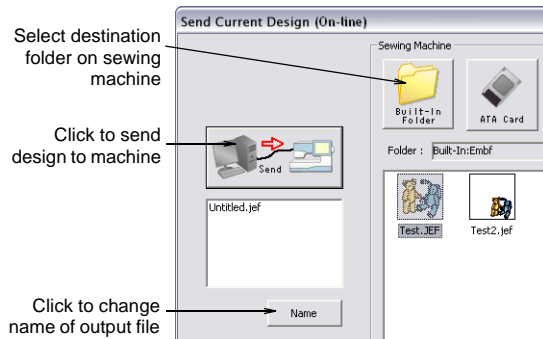 Send Current Design (On-line)
Select destination
folder on sewing
machine
Sewing Machine
Built-In
Folder
ATA Card
Click to send
design to machine
Send
Folder : Built-In:Embf
Untitled.jef
Test.JEF
Test2.jef
Click to change
name of output file
Name